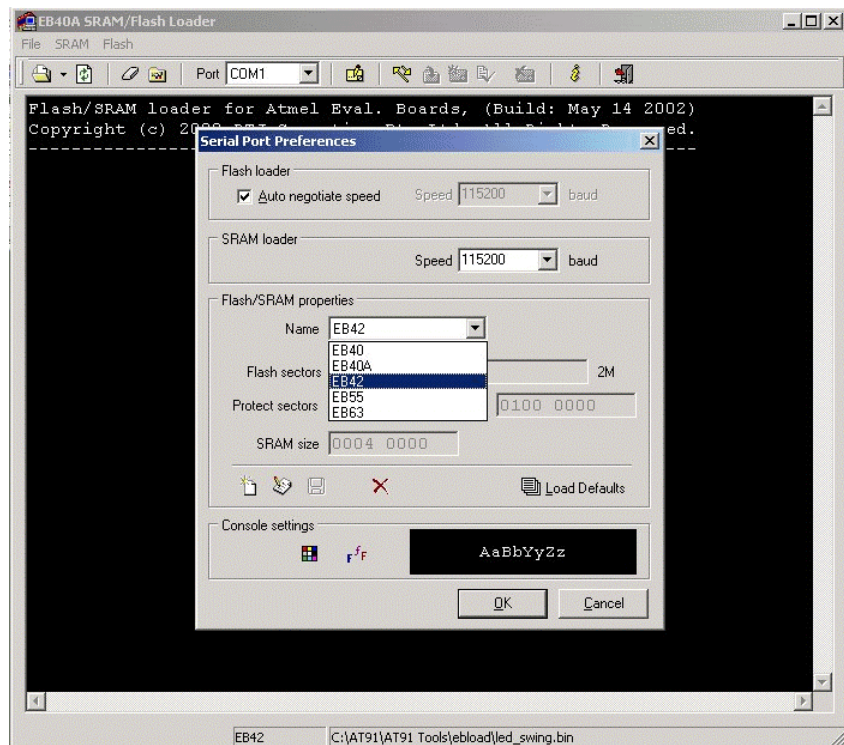 EB40A SRAM/Flash Loader
File SRAM Flash
Port COM1
Flash/SRAM loader for Atmel Eval. Boards, (Build: May 14 2002)
Copyright (c) ed.
Serial Port Preferences
Flash loader
Auto negotiate speed Speed 115200 baud
SRAM loader
Speed 115200 baud
Flash/SRAM properties
Name EB42
EB40
EB40A
EB42
EB55
EB63
Flash sectors 2M
Protect sectors 0100 0000
SRAM size 0004 0000
Load Defaults
Console settings
F f F AaBbYyZz
OK Cancel
EB42 C:\AT91\AT91 Tools\ebload\led_swing.bin